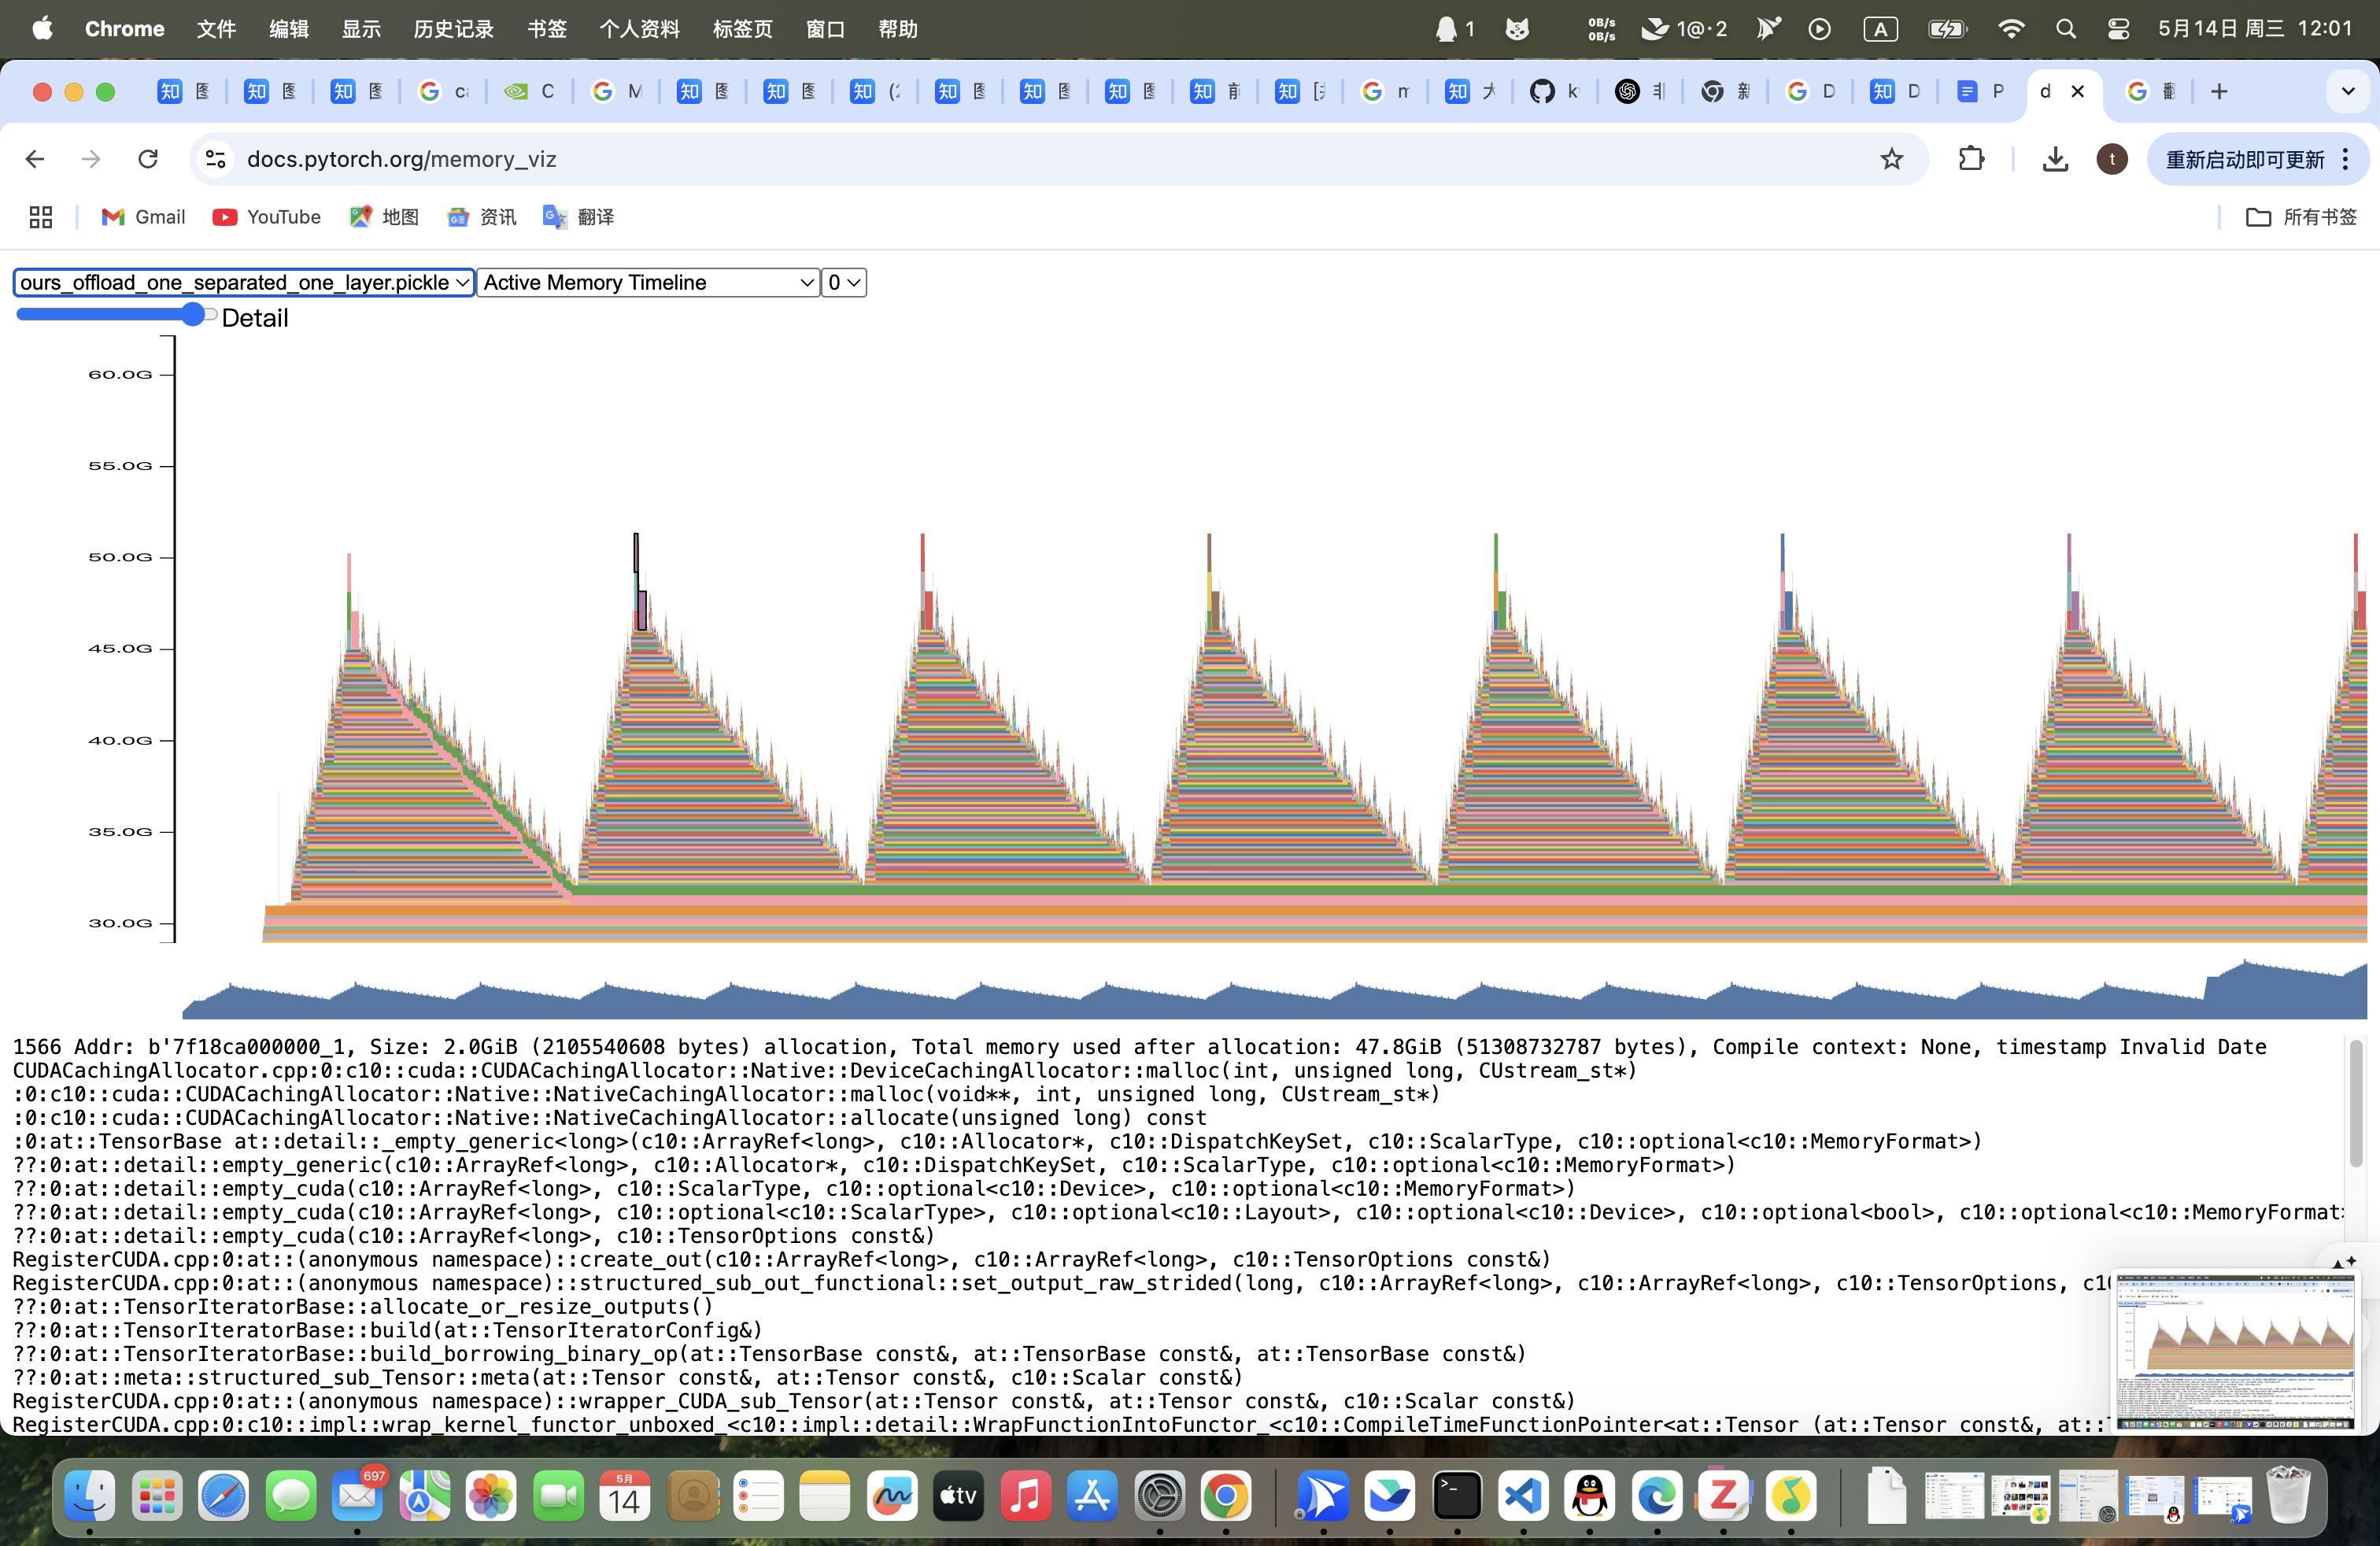 Chrome 文件 编辑 显示 历史记录 书签 个人资料 标签页 窗口 帮助 1 0B/s 0B/s 1@·2 A 5月14日 周三 12:01
docs.pytorch.org/memory_viz
重新启动即可更新
Gmail YouTube 地图 资讯 翻译 所有书签
ours_offload_one_separated_one_layer.pickle Active Memory Timeline 0
Detail
60.0G
55.0G
50.0G
45.0G
40.0G
35.0G
30.0G
1566 Addr: b'7f18ca000000_1, Size: 2.0GiB (2105540608 bytes) allocation, Total memory used after allocation: 47.8GiB (51308732787 bytes), Compile context: None, timestamp Invalid Date
CUDACachingAllocator.cpp:0:c10::cuda::CUDACachingAllocator::Native::DeviceCachingAllocator::malloc(int, unsigned long, CUstream_st*)
:0:c10::cuda::CUDACachingAllocator::Native::NativeCachingAllocator::malloc(void**, int, unsigned long, CUstream_st*)
:0:c10::cuda::CUDACachingAllocator::Native::NativeCachingAllocator::allocate(unsigned long) const
:0:at::TensorBase at::detail::_empty_generic<long>(c10::ArrayRef<long>, c10::Allocator*, c10::DispatchKeySet, c10::ScalarType, c10::optional<c10::MemoryFormat>)
??:0:at::detail::empty_generic(c10::ArrayRef<long>, c10::Allocator*, c10::DispatchKeySet, c10::ScalarType, c10::optional<c10::MemoryFormat>)
??:0:at::detail::empty_cuda(c10::ArrayRef<long>, c10::ScalarType, c10::optional<c10::Device>, c10::optional<c10::MemoryFormat>)
??:0:at::detail::empty_cuda(c10::ArrayRef<long>, c10::optional<c10::ScalarType>, c10::optional<c10::Layout>, c10::optional<c10::Device>, c10::optional<bool>, c10::optional<c10::MemoryFormat>
??:0:at::detail::empty_cuda(c10::ArrayRef<long>, c10::TensorOptions const&)
RegisterCUDA.cpp:0:at::(anonymous namespace)::create_out(c10::ArrayRef<long>, c10::ArrayRef<long>, c10::TensorOptions const&)
RegisterCUDA.cpp:0:at::(anonymous namespace)::structured_sub_out_functional::set_output_raw_strided(long, c10::ArrayRef<long>, c10::ArrayRef<long>, c10::TensorOptions,
??:0:at::TensorIteratorBase::allocate_or_resize_outputs()
??:0:at::TensorIteratorBase::build(at::TensorIteratorConfig&)
??:0:at::TensorIteratorBase::build_borrowing_binary_op(at::TensorBase const&, at::TensorBase const&, at::TensorBase const&)
??:0:at::meta::structured_sub_Tensor::meta(at::Tensor const&, at::Tensor const&, c10::Scalar const&)
RegisterCUDA.cpp:0:at::(anonymous namespace)::wrapper_CUDA_sub_Tensor(at::Tensor const&, at::Tensor const&, c10::Scalar const&)
RegisterCUDA.cpp:0:c10::impl::wrap_kernel_functor_unboxed_<c10::impl::detail::WrapFunctionIntoFunctor_<c10::CompileTimeFunctionPointer<at::Tensor (at::Tensor const&,
697 5月 14 tv